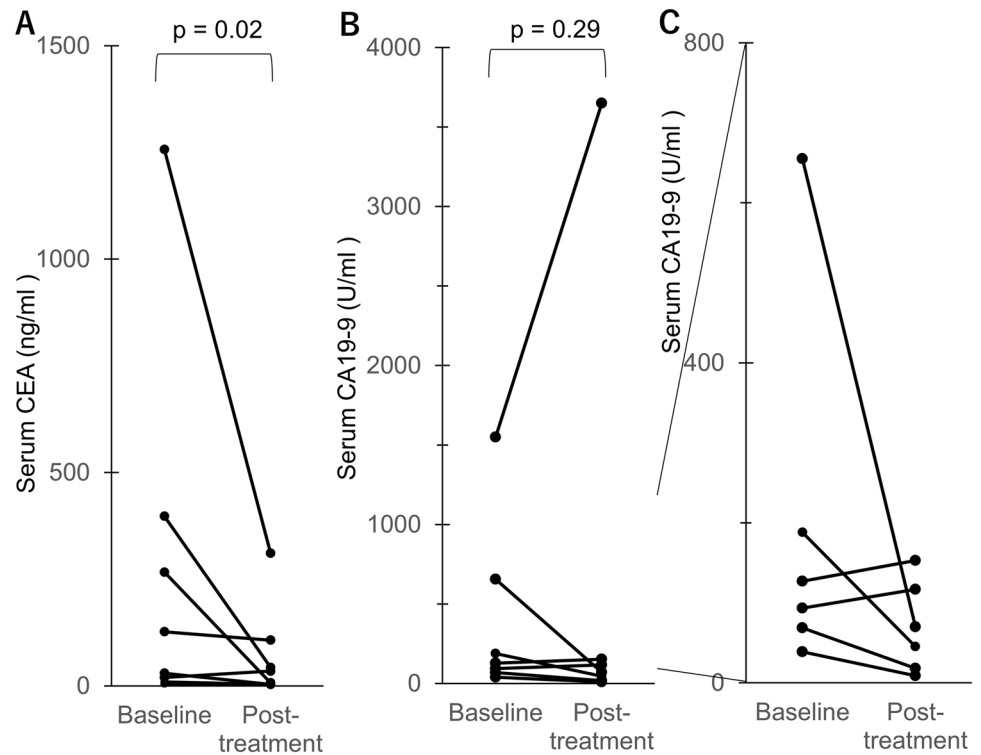 A
p = 0.02
1500
1000
500
0
Serum CEA (ng/ml )
Baseline
Post-
treatment
B
p = 0.29
4000
3000
2000
1000
0
Serum CA19-9 (U/ml )
Baseline
Post-
treatment
C
800
400
0
Serum CA19-9 (U/ml )
Baseline
Post-
treatment